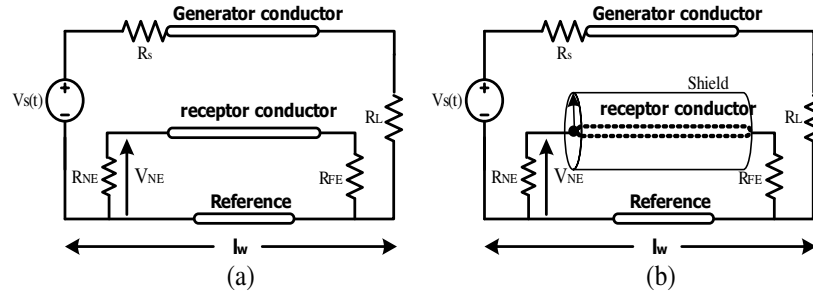 Generator conductor
Rs
Vs(t)
receptor conductor
RL
RNE
VNE
RFE
Reference
lw
(a)
Generator conductor
Rs
Shield
Vs(t)
receptor conductor
RL
RNE
VNE
RFE
Reference
lw
(b)